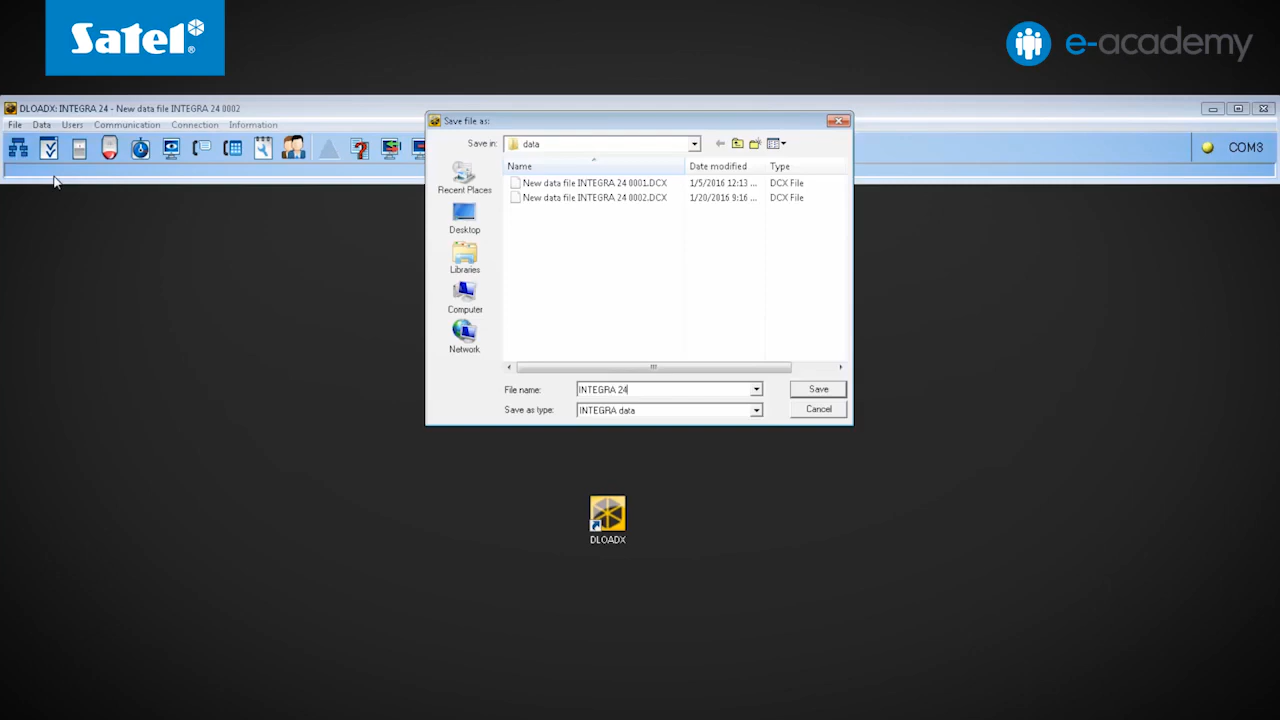 Satel®
e-academy
DLOADX: INTEGRA 24 - New data file INTEGRA 24 0002
File Data Users Communication Connection Information
COM3
Save file as:
Save in: data
Name Date modified Type
New data file INTEGRA 24 0001.DCX 1/5/2016 12:13 ... DCX File
New data file INTEGRA 24 0002.DCX 1/20/2016 9:16 ... DCX File
Recent Places
Desktop
Libraries
Computer
Network
File name: INTEGRA 24 Save
Save as type: INTEGRA data Cancel
DLOADX